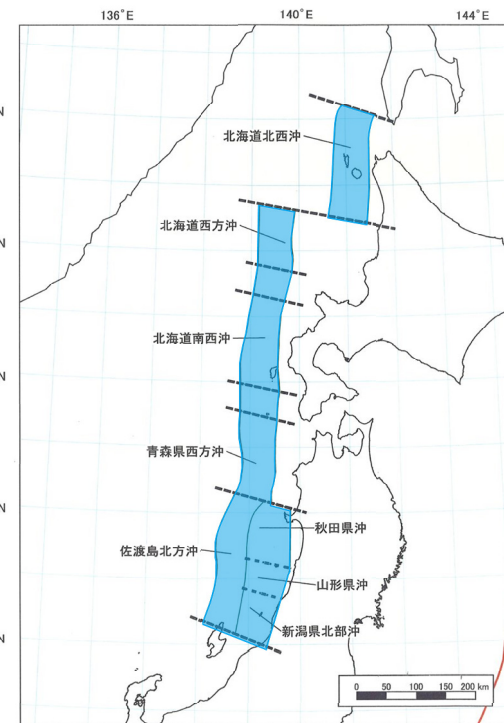 136°E 140°E 144°E
N
北海道北西沖
北海道西方沖
N
北海道南西沖
N
青森県西方沖
N
秋田県沖
佐渡島北方沖
山形県沖
新潟県北部沖
N
0 50 100 150 200 km